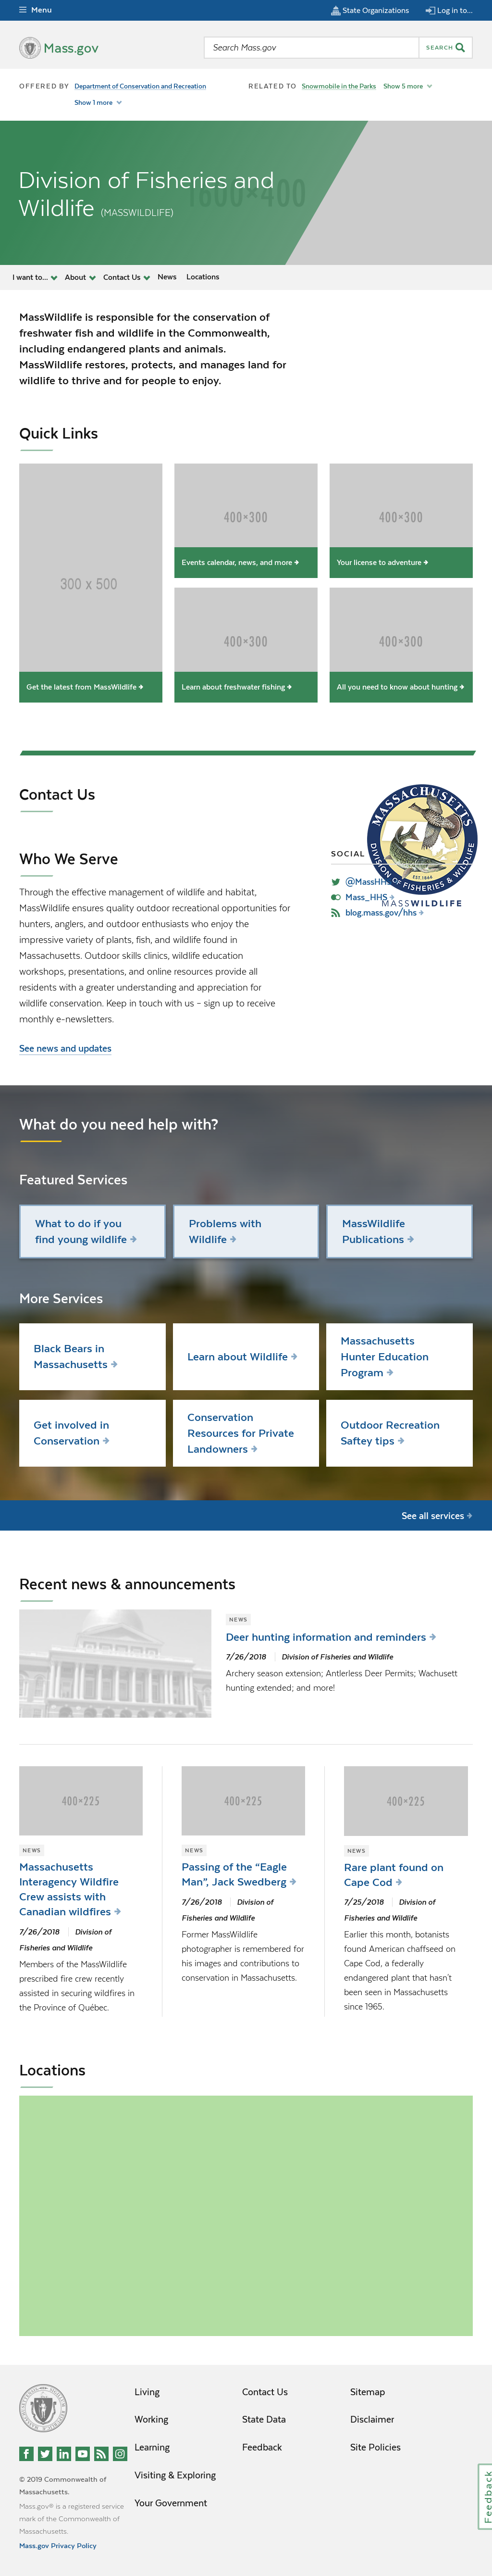 Menu
State Organizations
Log in to...
Mass.gov
Search Mass.gov
SEARCH
OFFERED BY Department of Conservation and Recreation
Show 1 more
RELATED TO Snowmobile in the Parks Show 5 more
1600×400
Division of Fisheries and
Wildlife (MASSWILDLIFE)
I want to... About Contact Us News Locations
MassWildlife is responsible for the conservation of
freshwater fish and wildlife in the Commonwealth,
including endangered plants and animals.
MassWildlife restores, protects, and manages land for
wildlife to thrive and for people to enjoy.
Quick Links
300 x 500
Get the latest from MassWildlife
400×300
Events calendar, news, and more
400×300
Your license to adventure
400×300
Learn about freshwater fishing
400×300
All you need to know about hunting
Contact Us
Who We Serve
Through the effective management of wildlife and habitat,
MassWildlife ensures quality outdoor recreational opportunities for
hunters, anglers, and outdoor enthusiasts who enjoy the
impressive variety of plants, fish, and wildlife found in
Massachusetts. Outdoor skills clinics, wildlife education
workshops, presentations, and online resources provide all
residents with a greater understanding and appreciation for
wildlife conservation. Keep in touch with us – sign up to receive
monthly e-newsletters.
See news and updates
SOCIAL
@MassHHS
Mass_HHS
blog.mass.gov/hhs
MASSACHUSETTS
EST. 1866
DIVISION OF FISHERIES AND WILDLIFE
MASSWILDLIFE
What do you need help with?
Featured Services
What to do if you
find young wildlife
Problems with
Wildlife
MassWildlife
Publications
More Services
Black Bears in
Massachusetts
Learn about Wildlife
Massachusetts
Hunter Education
Program
Get involved in
Conservation
Conservation
Resources for Private
Landowners
Outdoor Recreation
Saftey tips
See all services
Recent news & announcements
NEWS
Deer hunting information and reminders
7/26/2018 Division of Fisheries and Wildlife
Archery season extension; Antlerless Deer Permits; Wachusett
hunting extended; and more!
400×225
NEWS
Massachusetts
Interagency Wildfire
Crew assists with
Canadian wildfires
7/26/2018 Division of
Fisheries and Wildlife
Members of the MassWildlife
prescribed fire crew recently
assisted in securing wildfires in
the Province of Québec.
400×225
NEWS
Passing of the “Eagle
Man”, Jack Swedberg
7/26/2018 Division of
Fisheries and Wildlife
Former MassWildlife
photographer is remembered for
his images and contributions to
conservation in Massachusetts.
400×225
NEWS
Rare plant found on
Cape Cod
7/25/2018 Division of
Fisheries and Wildlife
Earlier this month, botanists
found American chaffseed on
Cape Cod, a federally
endangered plant that hasn't
been seen in Massachusetts
since 1965.
Locations
© 2019 Commonwealth of
Massachusetts.
Mass.gov® is a registered service
mark of the Commonwealth of
Massachusetts.
Mass.gov Privacy Policy
Living
Working
Learning
Visiting & Exploring
Your Government
Contact Us
State Data
Feedback
Sitemap
Disclaimer
Site Policies
Feedback